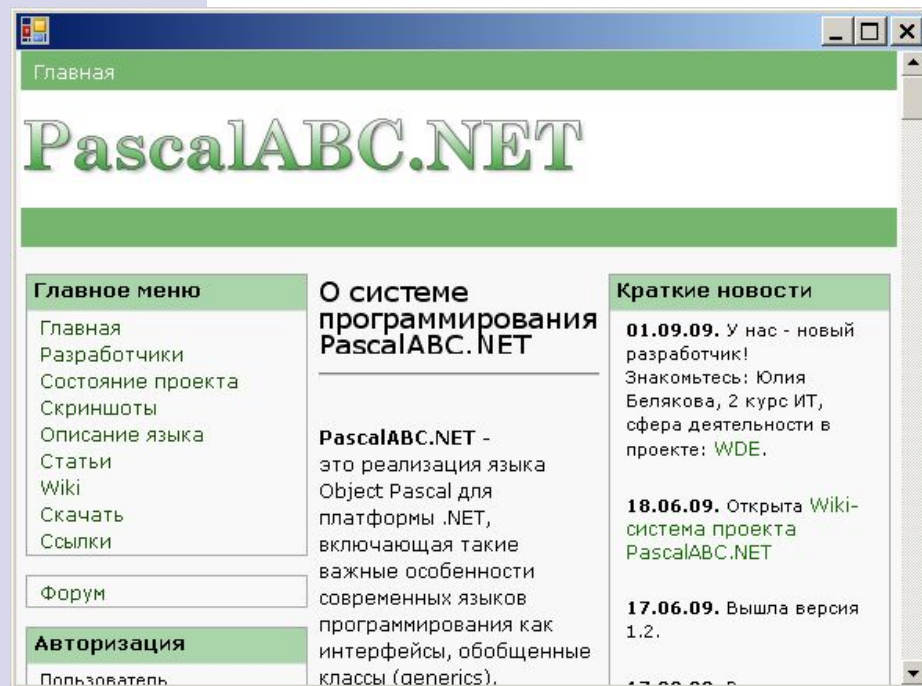 Главная
PascalABC.NET
Главное меню
Главная
Разработчики
Состояние проекта
Скриншоты
Описание языка
Статьи
Wiki
Скачать
Ссылки
Форум
Авторизация
Пользователь
О системе
программирования
PascalABC.NET
PascalABC.NET -
это реализация языка
Object Pascal для
платформы .NET,
включающая такие
важные особенности
современных языков
программирования как
интерфейсы, обобщенные
классы (generics),
Краткие новости
01.09.09. У нас - новый
разработчик!
Знакомьтесь: Юлия
Белякова, 2 курс ИТ,
сфера деятельности в
проекте: WDE.
18.06.09. Открыта Wiki-
система проекта
PascalABC.NET
17.06.09. Вышла версия
1.2.